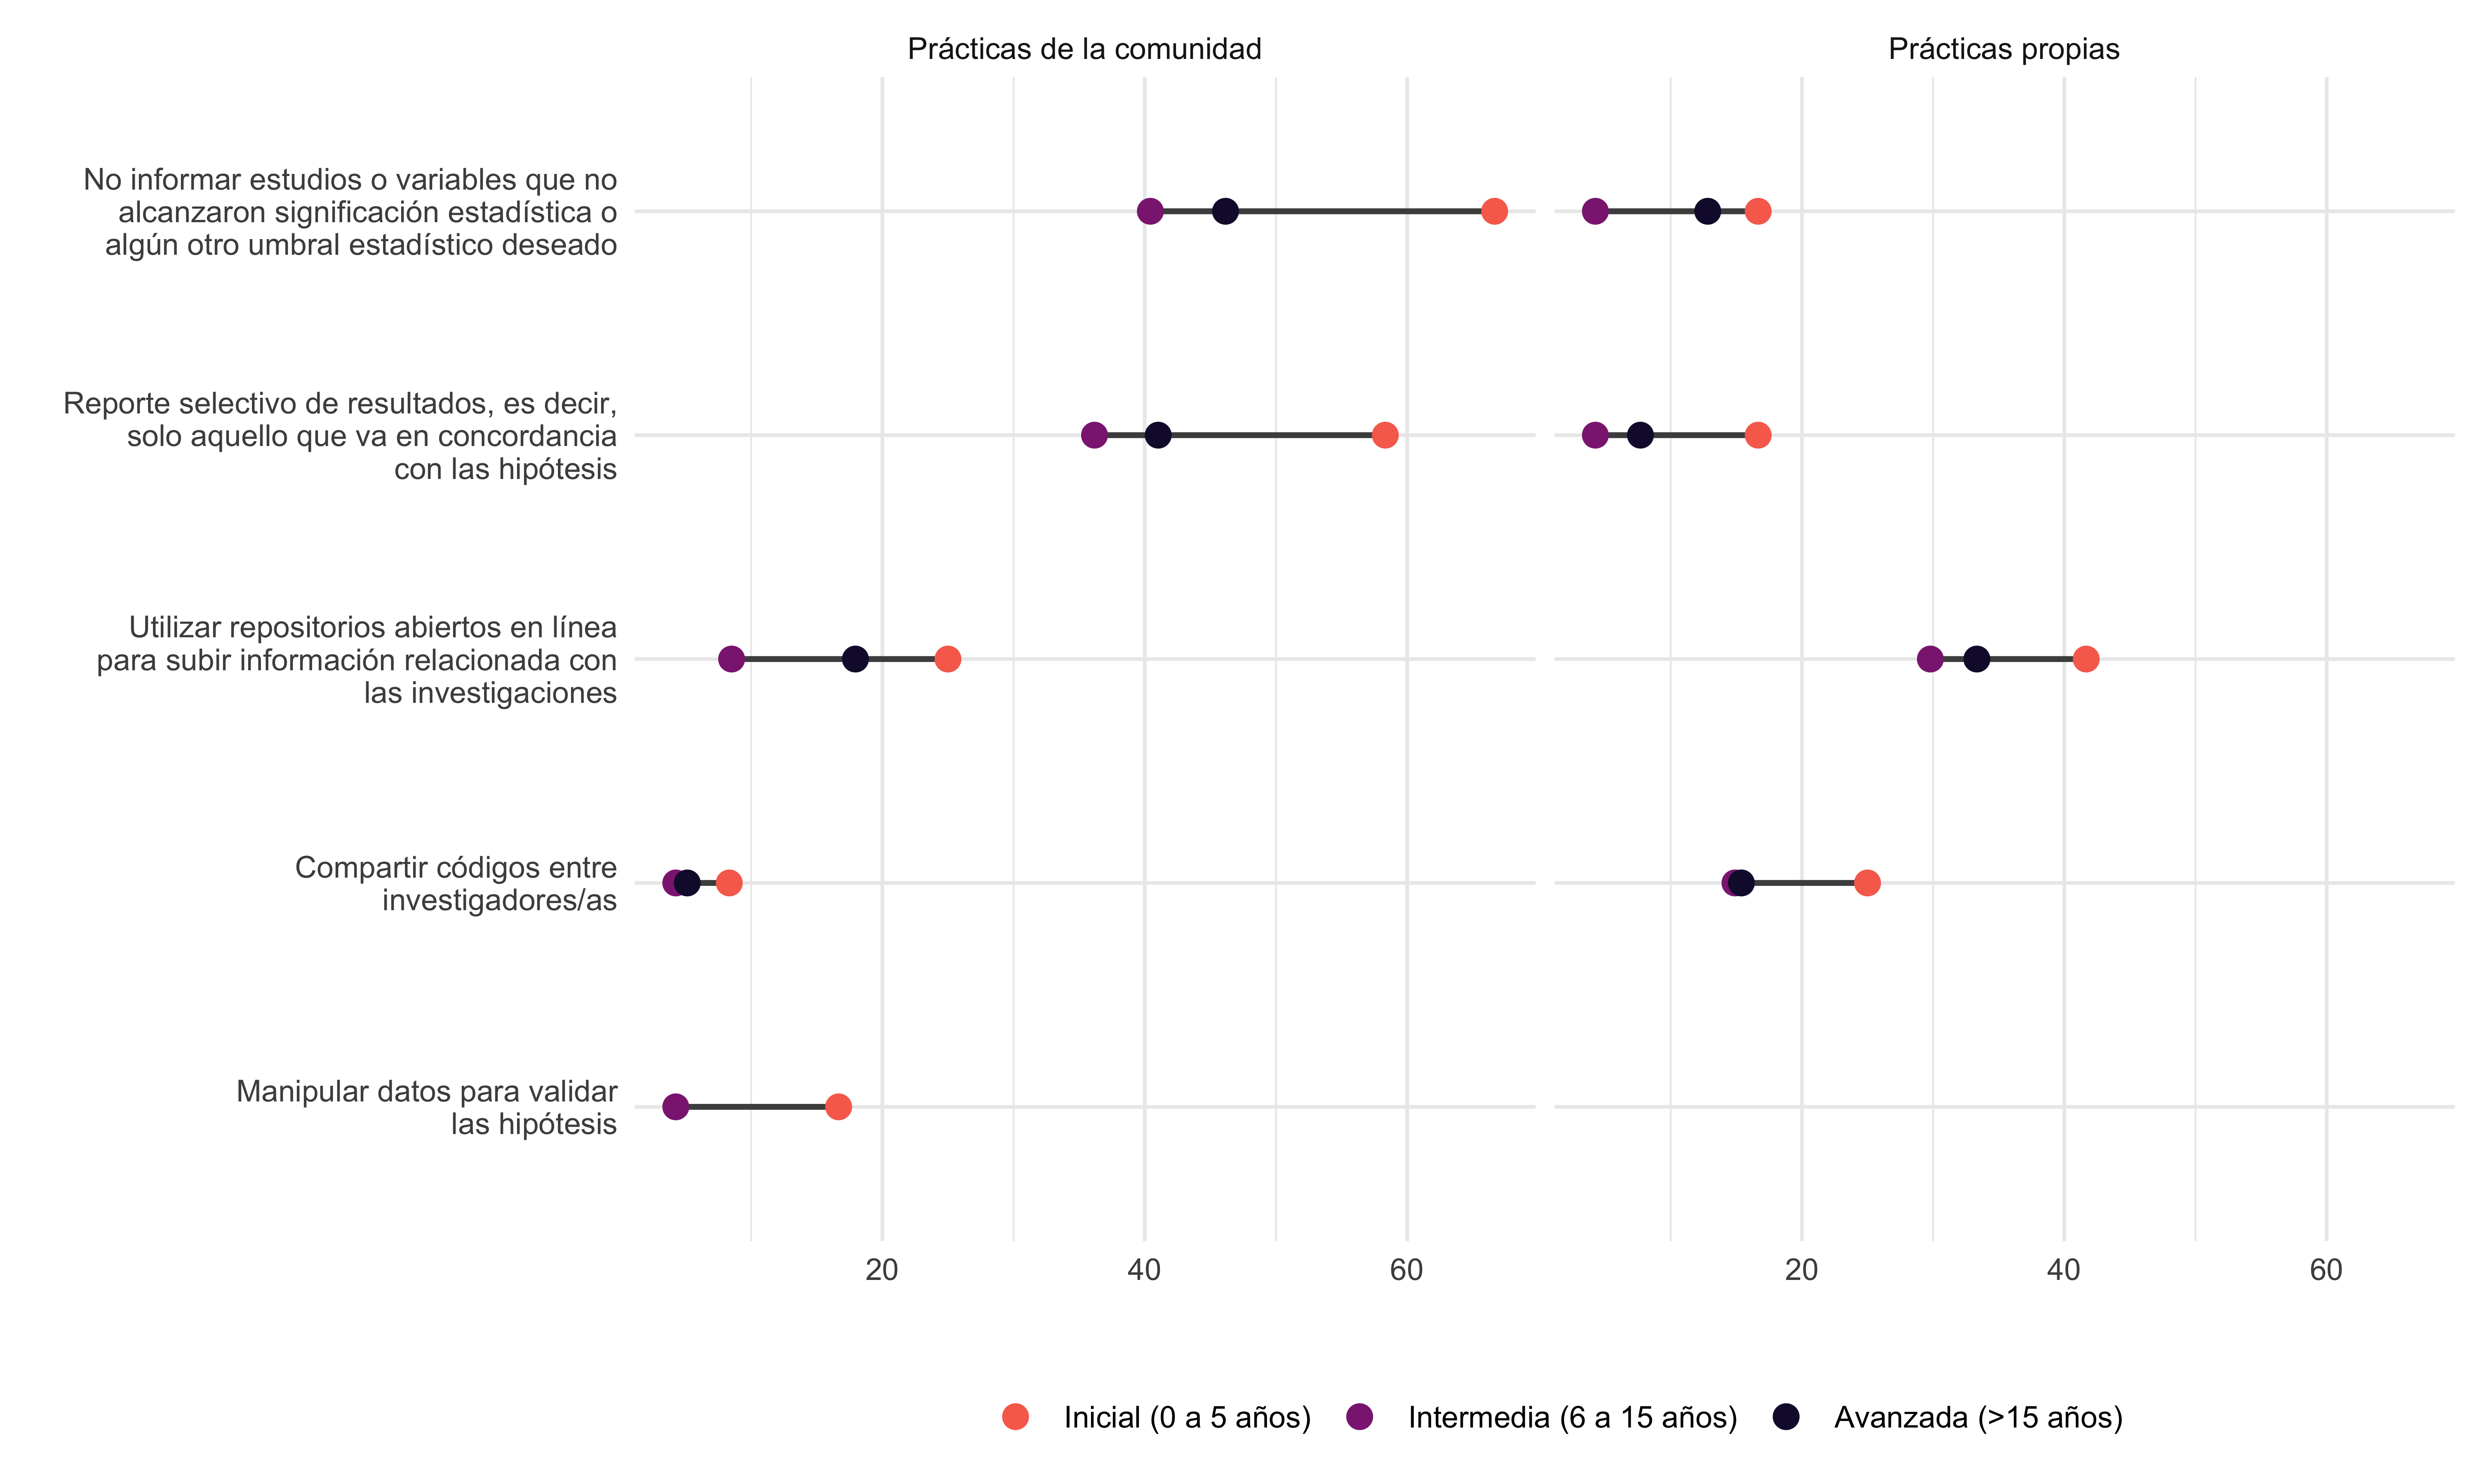 Prácticas de la comunidad
Prácticas propias
No informar estudios o variables que no
alcanzaron significación estadística o
algún otro umbral estadístico deseado
Reporte selectivo de resultados, es decir,
solo aquello que va en concordancia
con las hipótesis
Utilizar repositorios abiertos en línea
para subir información relacionada con
las investigaciones
Compartir códigos entre
investigadores/as
Manipular datos para validar
las hipótesis
20 40 60 20 40 60
Inicial (0 a 5 años) Intermedia (6 a 15 años) Avanzada (>15 años)